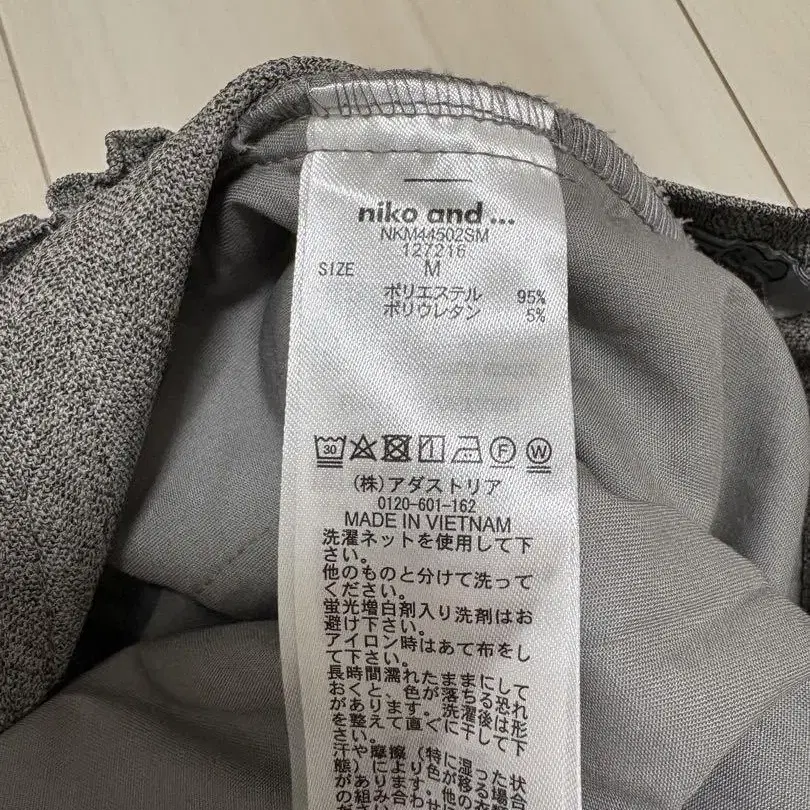 niko and ...
NKM44502SM
127216
SIZE M
ポリエステル 95%
ポリウレタン 5%
30
F W
(株)アダストリア
0120-601-162
MADE IN VIETNAM
洗濯ネットを使用して下
さい。
他のものと分けて洗って
ください。
蛍光増白剤入り洗剤はお
避け下さい。
アイロン時はあて布をし
て下さい。
長時間濡れたままにして
おくと、色が落ちる恐れ
があります。洗濯後は形
を整えて直ぐに干して下
さい。
汗や摩擦(特に湿った状
態)により色が移る場合
があります。